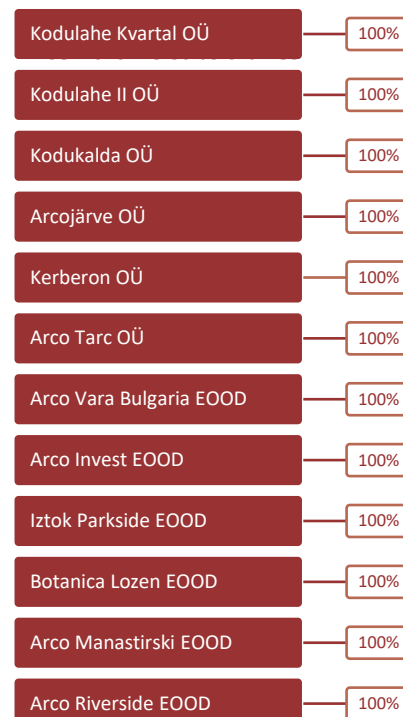 Kodulahe Kvartal OÜ 100%
Kodulahe II OÜ 100%
Kodukalda OÜ 100%
Arcojärve OÜ 100%
Kerberon OÜ 100%
Arco Tarc OÜ 100%
Arco Vara Bulgaria EOOD 100%
Arco Invest EOOD 100%
Iztok Parkside EOOD 100%
Botanica Lozen EOOD 100%
Arco Manastirski EOOD 100%
Arco Riverside EOOD 100%